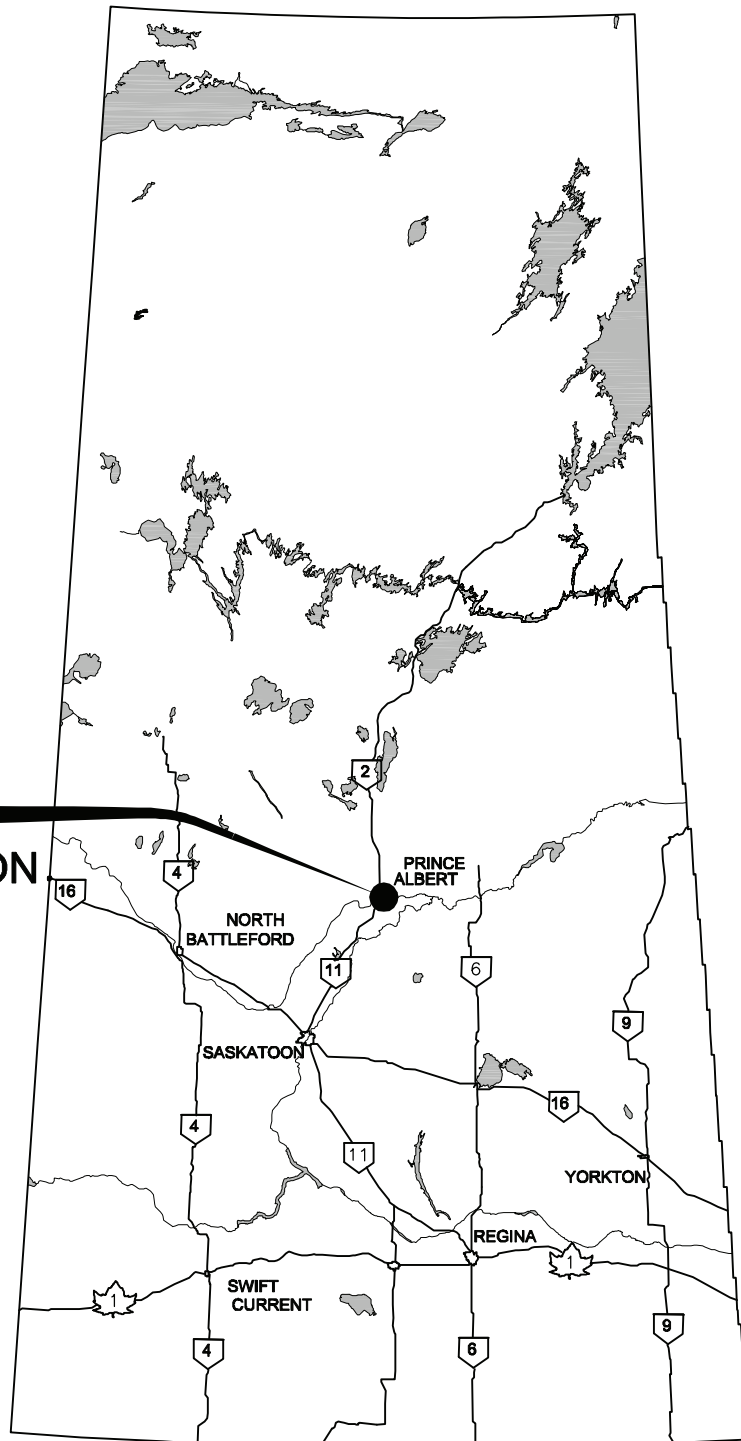 2
PRINCE
ALBERT
ON
16
4
NORTH
BATTLEFORD
11
6
9
SASKATOON
16
4
11
YORKTON
REGINA
1
SWIFT
CURRENT
1
9
4
6